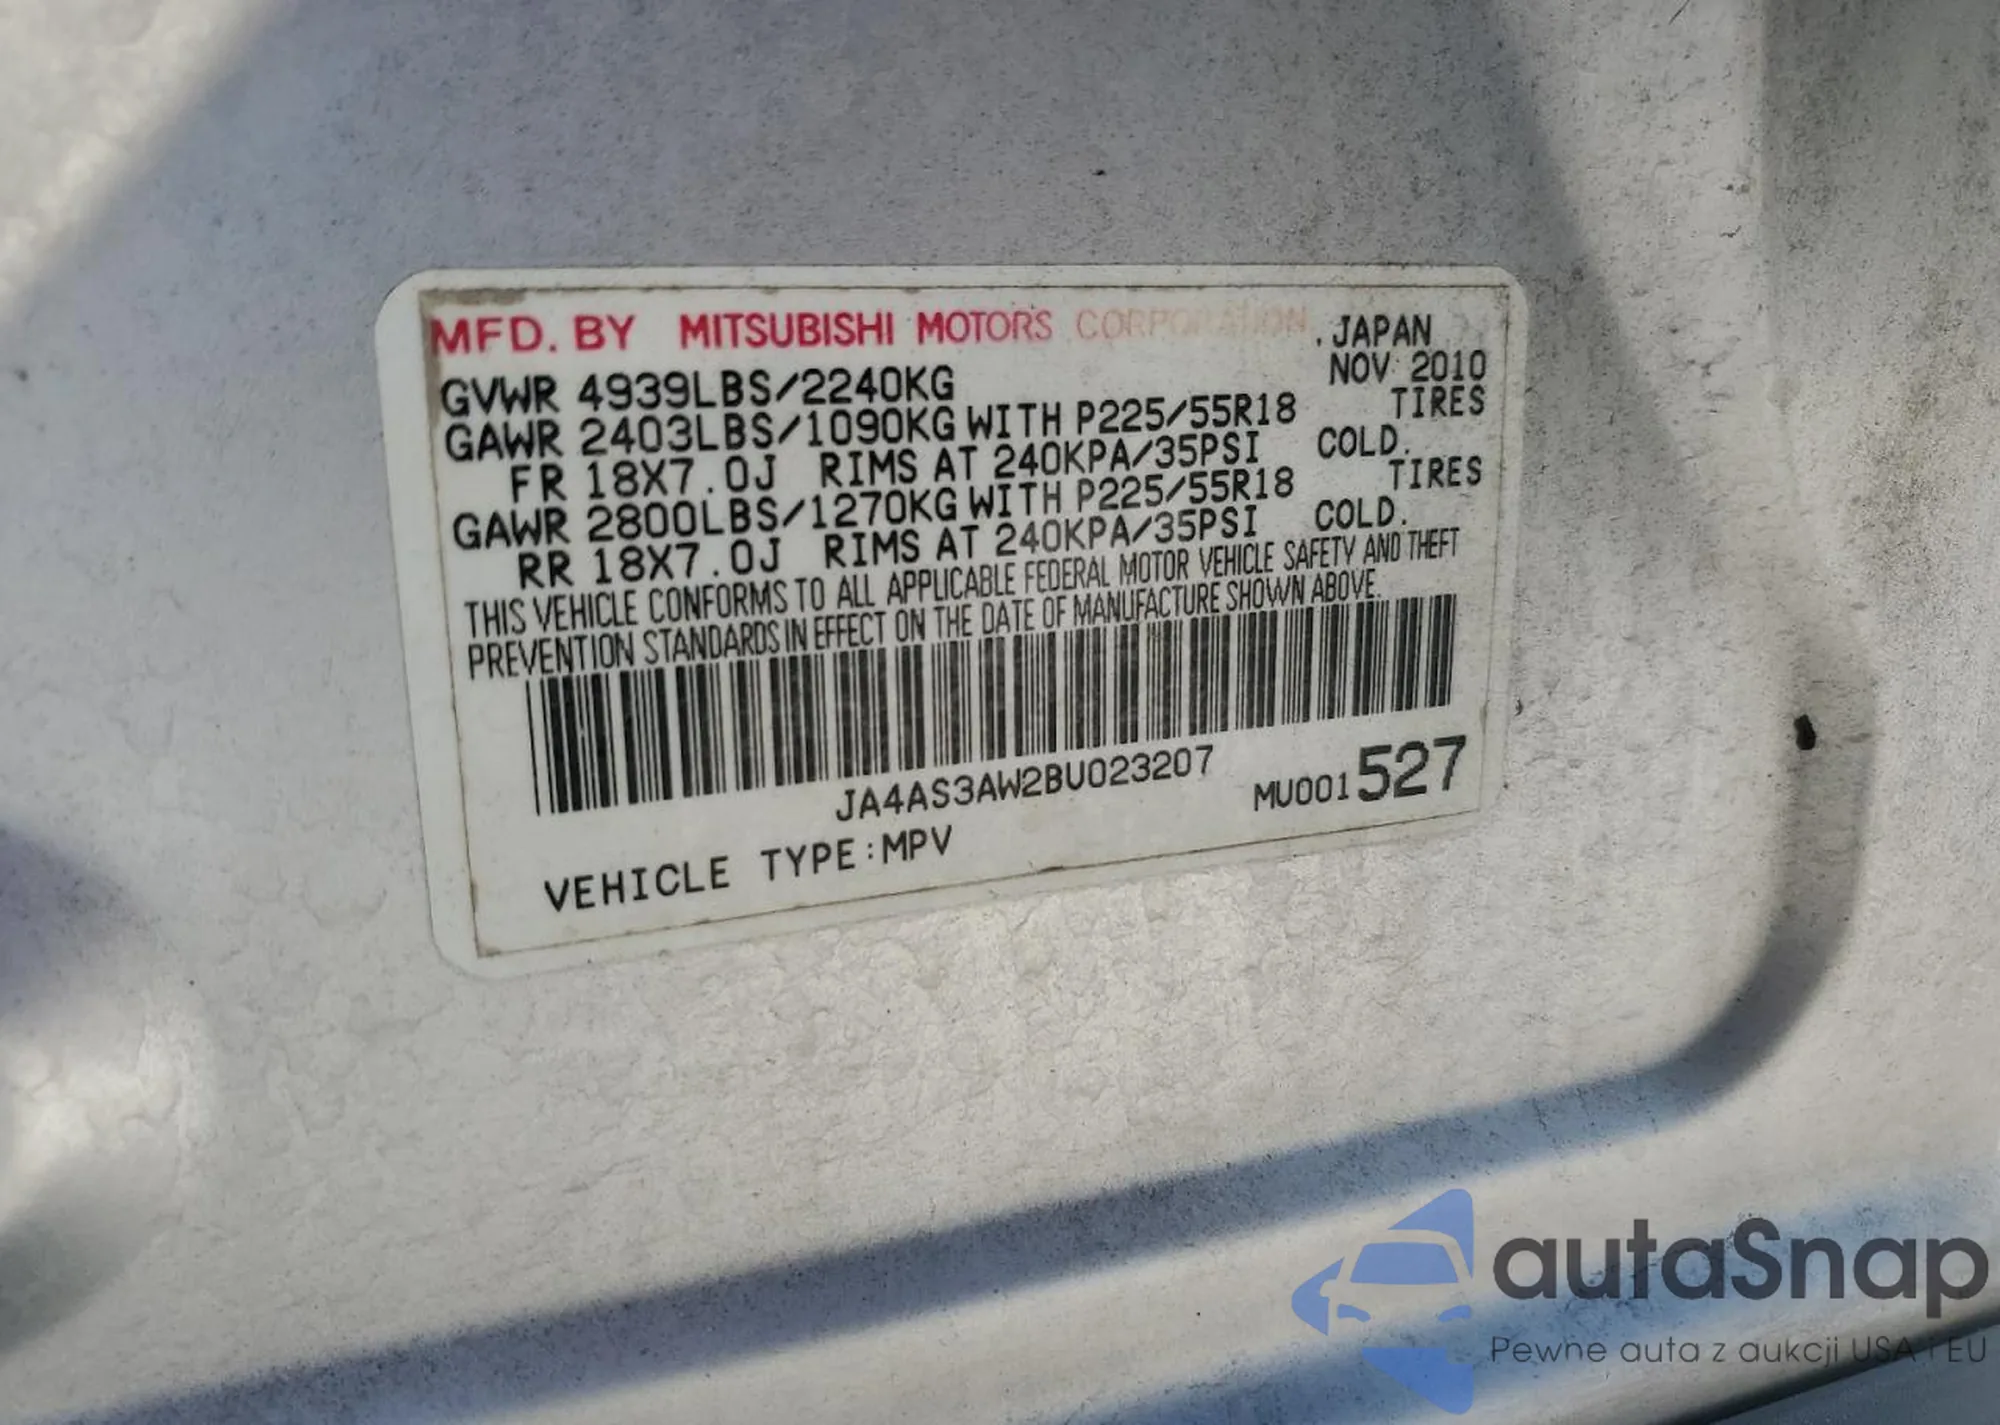 MFD. BY MITSUBISHI MOTORS CORPORATION, JAPAN
GVWR 4939LBS/2240KG NOV 2010
GAWR 2403LBS/1090KG WITH P225/55R18 TIRES
FR 18X7.0J RIMS AT 240KPA/35PSI COLD.
GAWR 2800LBS/1270KG WITH P225/55R18 TIRES
RR 18X7.0J RIMS AT 240KPA/35PSI COLD.
THIS VEHICLE CONFORMS TO ALL APPLICABLE FEDERAL MOTOR VEHICLE SAFETY AND THEFT
PREVENTION STANDARDS IN EFFECT ON THE DATE OF MANUFACTURE SHOWN ABOVE.
JA4AS3AW2BU023207
MU001527
VEHICLE TYPE:MPV
autaSnap
Pewne auta z aukcji USA i EU